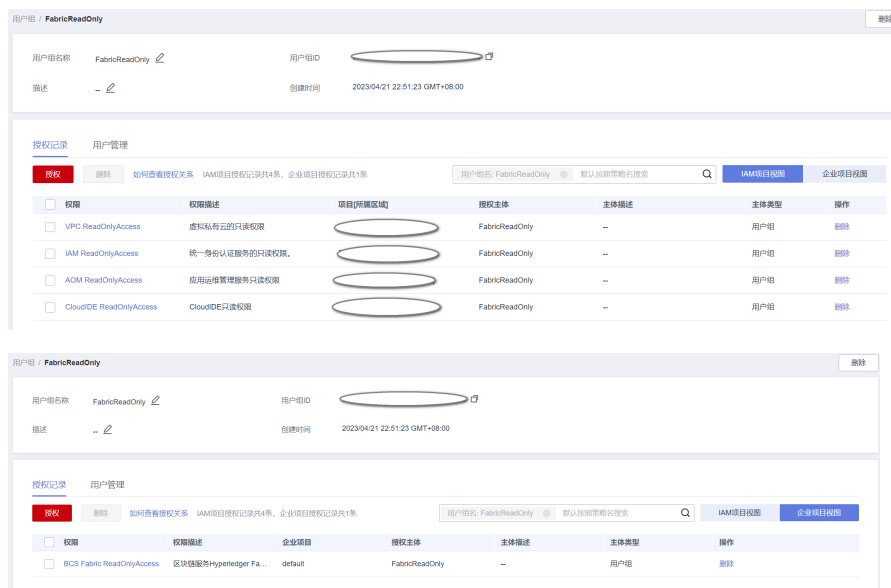 用户组 / FabricReadOnly 删除
用户组名称 FabricReadOnly 用户组ID
描述 -- 创建时间 2023/04/21 22:51:23 GMT+08:00
授权记录 用户管理
授权 删除 如何查看授权关系 IAM项目授权记录共4条，企业项目授权记录共1条 用户组名: FabricReadOnly 默认按策略名搜索 IAM项目视图 企业项目视图
权限 权限描述 项目[所属区域] 授权主体 主体描述 主体类型 操作
VPC ReadOnlyAccess 虚拟私有云的只读权限 FabricReadOnly -- 用户组 删除
IAM ReadOnlyAccess 统一身份认证服务的只读权限。 FabricReadOnly -- 用户组 删除
AOM ReadOnlyAccess 应用运维管理服务只读权限 FabricReadOnly -- 用户组 删除
CloudIDE ReadOnlyAccess CloudIDE只读权限 FabricReadOnly -- 用户组 删除
用户组 / FabricReadOnly 删除
用户组名称 FabricReadOnly 用户组ID
描述 -- 创建时间 2023/04/21 22:51:23 GMT+08:00
授权记录 用户管理
授权 删除 如何查看授权关系 IAM项目授权记录共4条，企业项目授权记录共1条 用户组名: FabricReadOnly 默认按策略名搜索 IAM项目视图 企业项目视图
权限 权限描述 企业项目 授权主体 主体描述 主体类型 操作
BCS Fabric ReadOnlyAccess 区块链服务Hyperledger Fa... default FabricReadOnly -- 用户组 删除